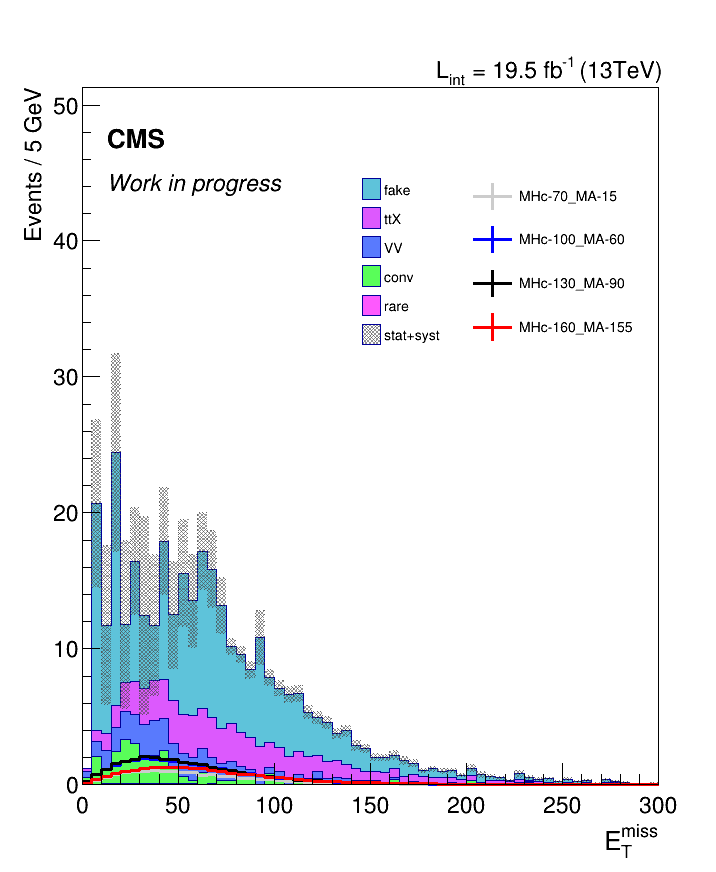 L_int = 19.5 fb^-1 (13TeV)
Events / 5 GeV
CMS
Work in progress
fake
ttX
VV
conv
rare
stat+syst
MHc-70_MA-15
MHc-100_MA-60
MHc-130_MA-90
MHc-160_MA-155
50
40
30
20
10
0
0 50 100 150 200 250 300
E_T^miss